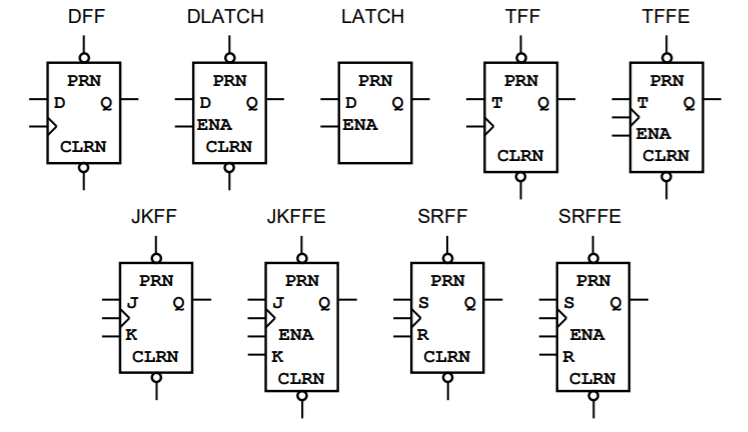 DFF DLATCH LATCH TFF TFFE
PRN PRN PRN PRN PRN
D Q D Q D Q T Q T Q
ENA ENA ENA
CLRN CLRN CLRN CLRN
JKFF JKFFE SRFF SRFFE
PRN PRN PRN PRN
J Q J Q S Q S Q
K ENA R ENA
CLRN K CLRN R
CLRN CLRN